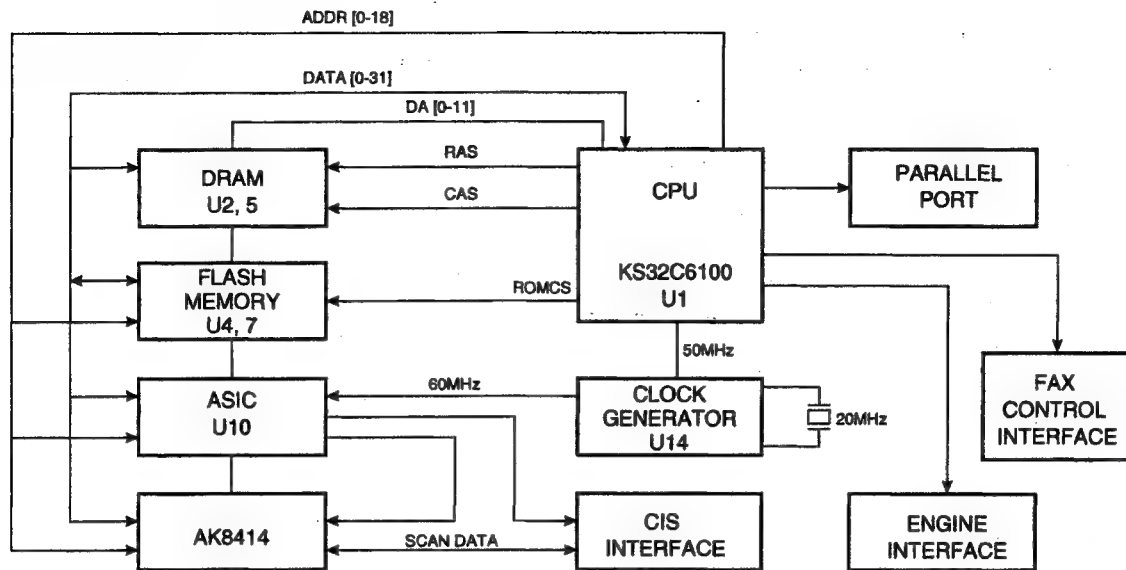 ADDR [0-18]
DATA [0-31]
DA [0-11]
DRAM
U2, 5
RAS
CAS
CPU
KS32C6100
U1
PARALLEL
PORT
FLASH
MEMORY
U4, 7
ROMCS
50MHz
ASIC
U10
60MHz
CLOCK
GENERATOR
U14
20MHz
FAX
CONTROL
INTERFACE
AK8414
SCAN DATA
CIS
INTERFACE
ENGINE
INTERFACE